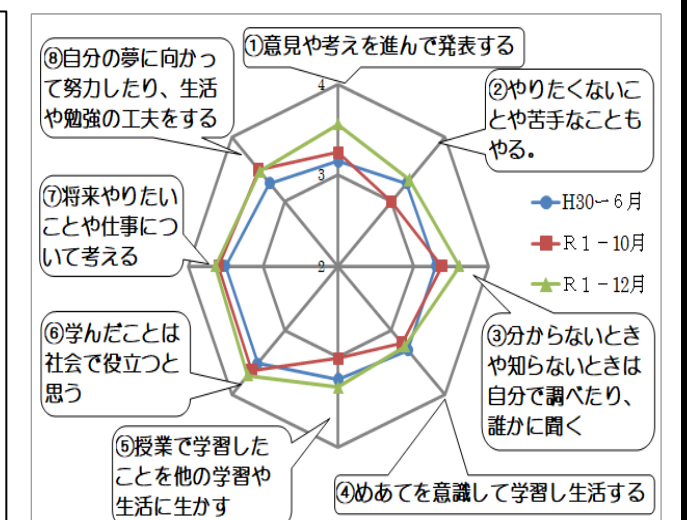 ①意見や考えを進んで発表する
⑧自分の夢に向かっ
て努力したり、生活
や勉強の工夫をする
②やりたくないこ
とや苦手なことも
やる。
4
3
2
H30－6月
R1－10月
R1－12月
⑦将来やりたい
ことや仕事につ
いて考える
③分からないとき
や知らないときは
自分で調べたり、
誰かに聞く
⑥学んだことは
社会で役立つと
思う
⑤授業で学習した
ことを他の学習や
生活に生かす
④めあてを意識して学習し生活する